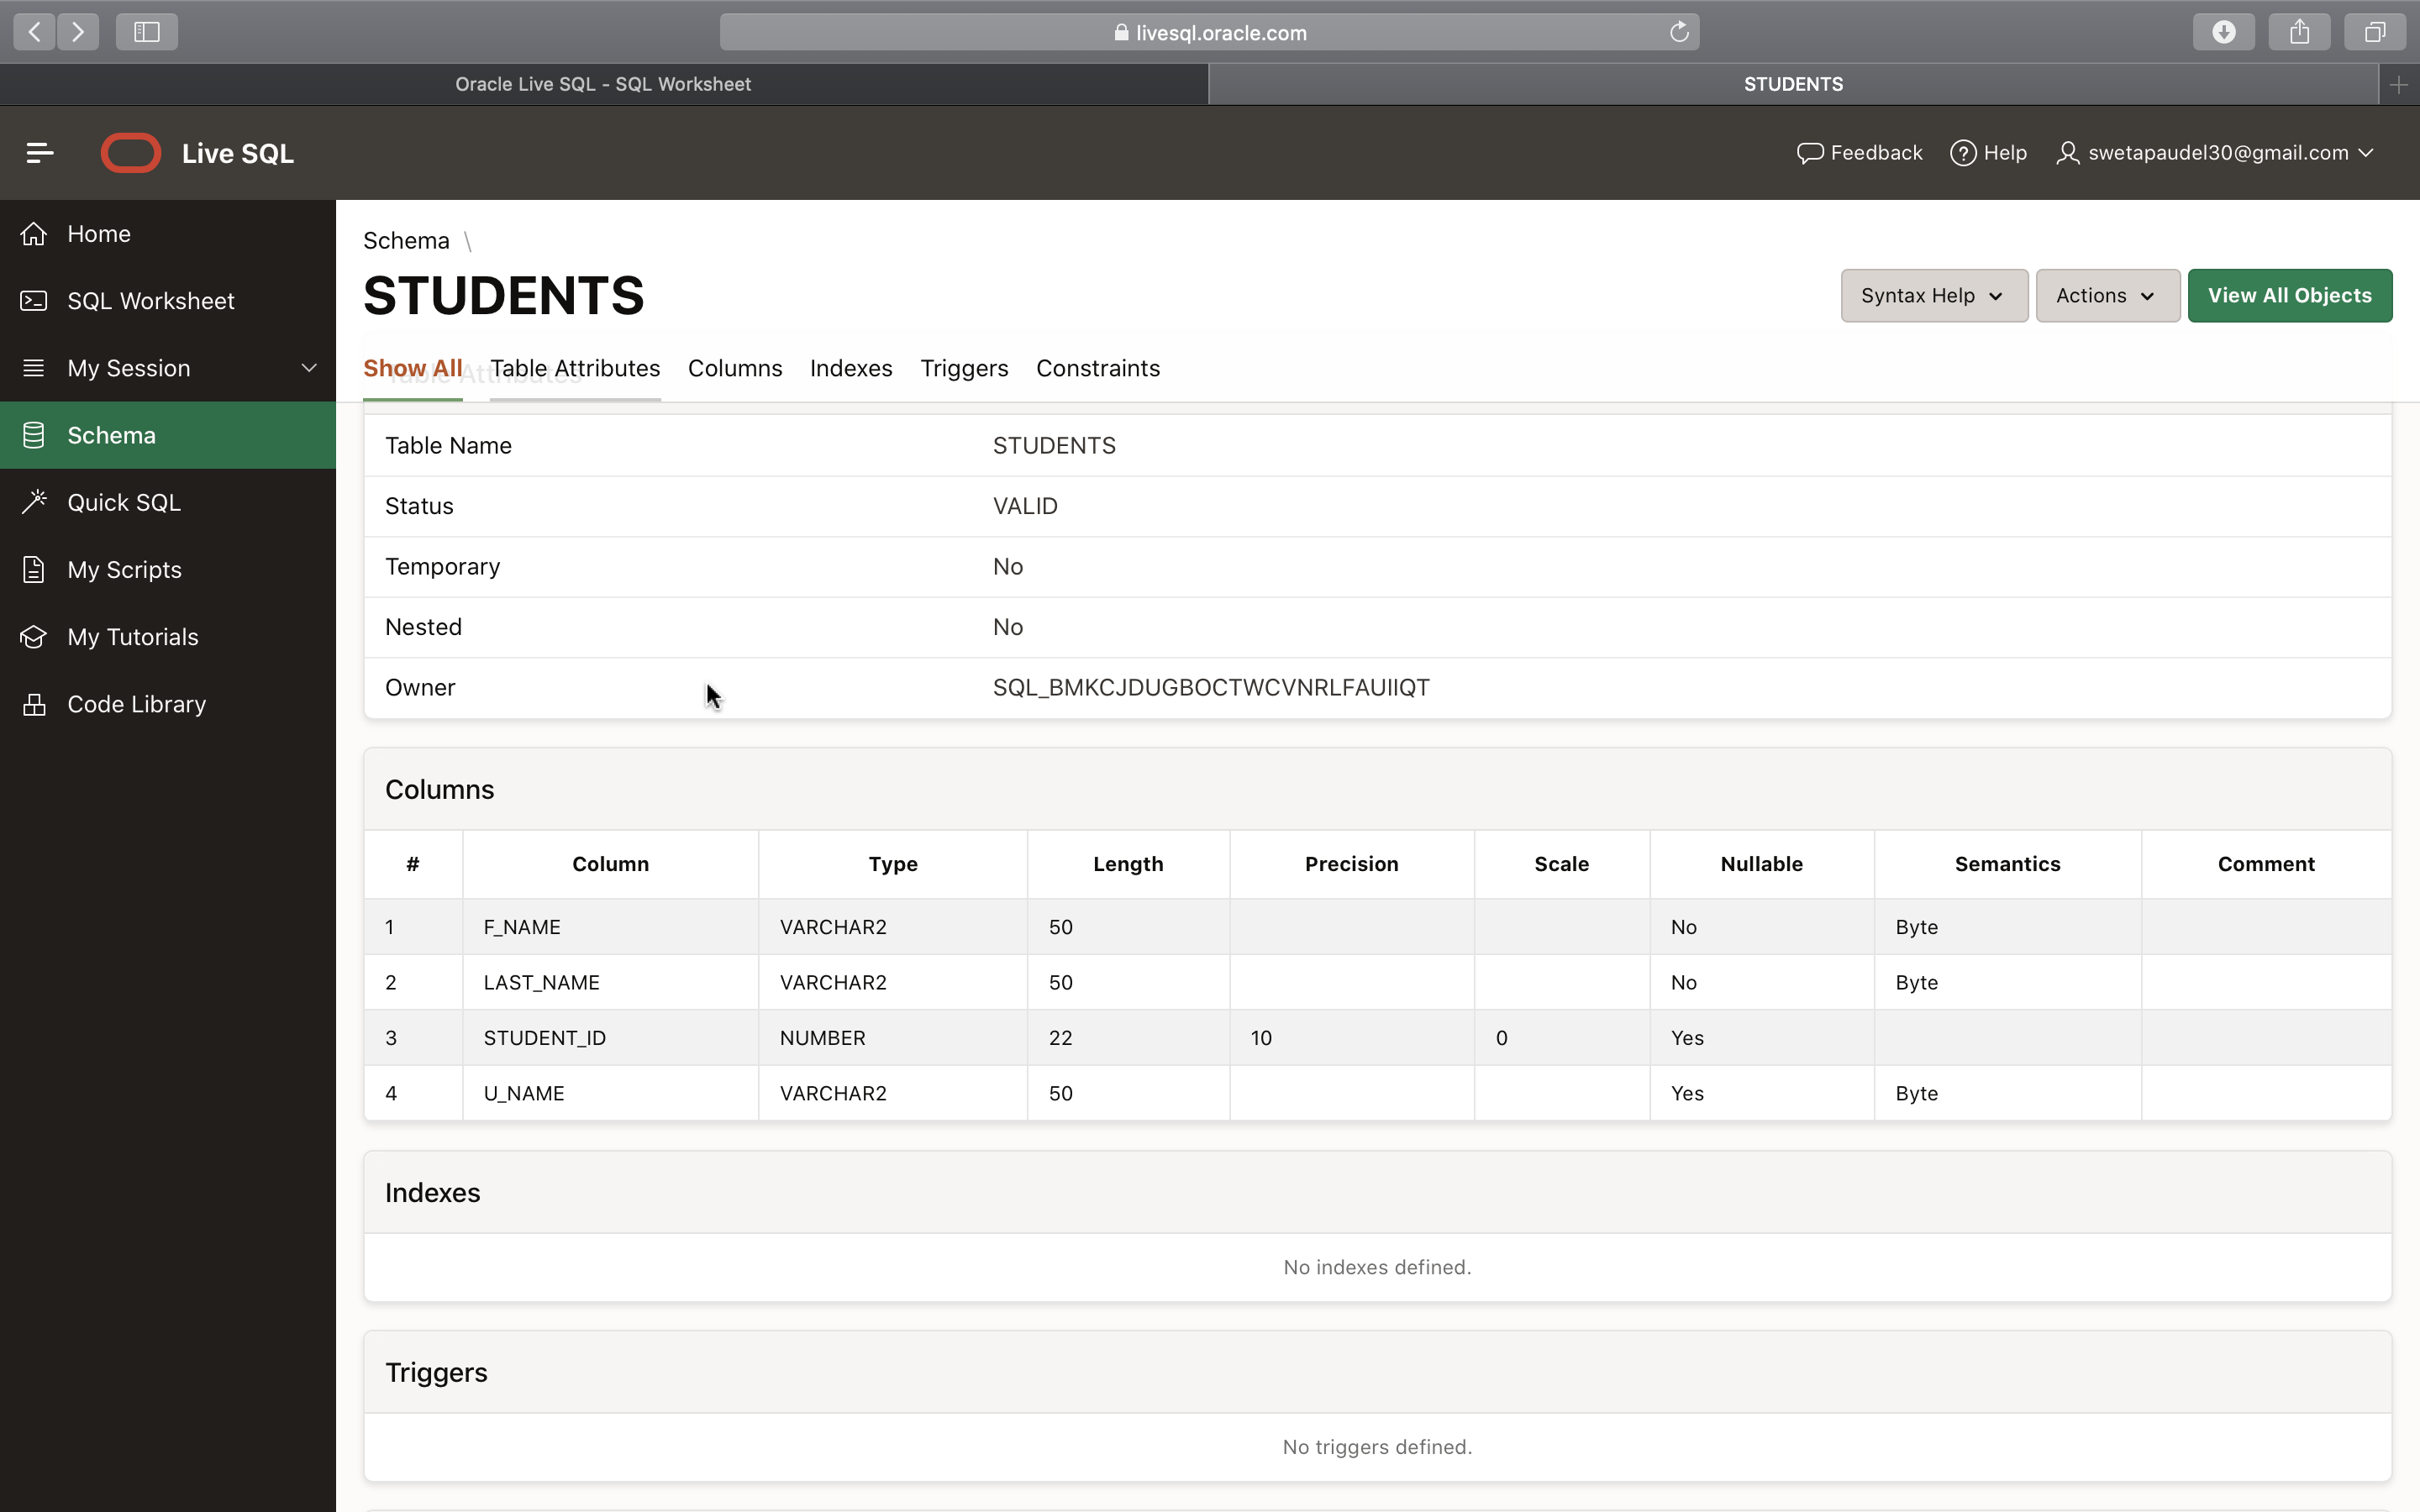 livesql.oracle.com
Oracle Live SQL - SQL Worksheet
STUDENTS
Live SQL
Feedback
Help
swetapaudel30@gmail.com
Home
SQL Worksheet
My Session
Schema
Quick SQL
My Scripts
My Tutorials
Code Library
Schema \
STUDENTS
Syntax Help
Actions
View All Objects
Show All Table Attributes Columns Indexes Triggers Constraints
Table Attributes
Table Name STUDENTS
Status VALID
Temporary No
Nested No
Owner SQL_BMKCJDUGBOCTWCVNRLFAUIIQT
Columns
# Column Type Length Precision Scale Nullable Semantics Comment
1 F_NAME VARCHAR2 50 No Byte
2 LAST_NAME VARCHAR2 50 No Byte
3 STUDENT_ID NUMBER 22 10 0 Yes
4 U_NAME VARCHAR2 50 Yes Byte
Indexes
No indexes defined.
Triggers
No triggers defined.